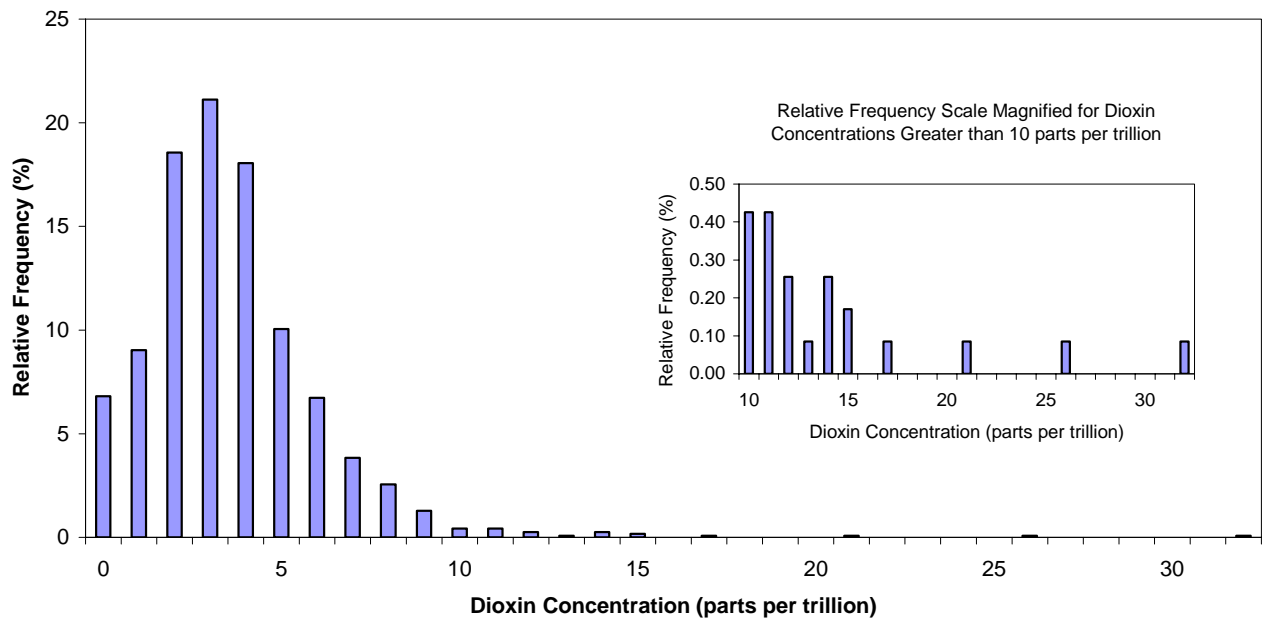 25
20
15
10
5
0
Relative Frequency (%)
0 5 10 15 20 25 30
Dioxin Concentration (parts per trillion)
Relative Frequency Scale Magnified for Dioxin
Concentrations Greater than 10 parts per trillion
0.50
0.40
0.30
0.20
0.10
0.00
Relative Frequency (%)
10 15 20 25 30
Dioxin Concentration (parts per trillion)